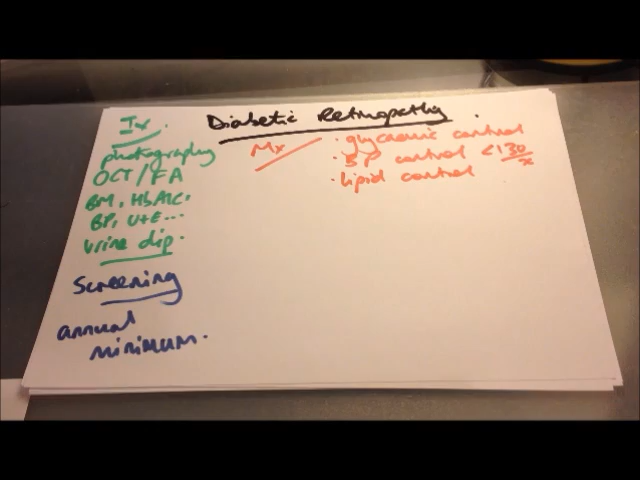 Diabetic Retinopathy.
Ix.
photography
OCT/FA
BM, HbA1c,
BP, U+E...
urine dip.
Screening
annual
minimum.
Mx
· glycaemic control
· BP control <130/x
· lipid control